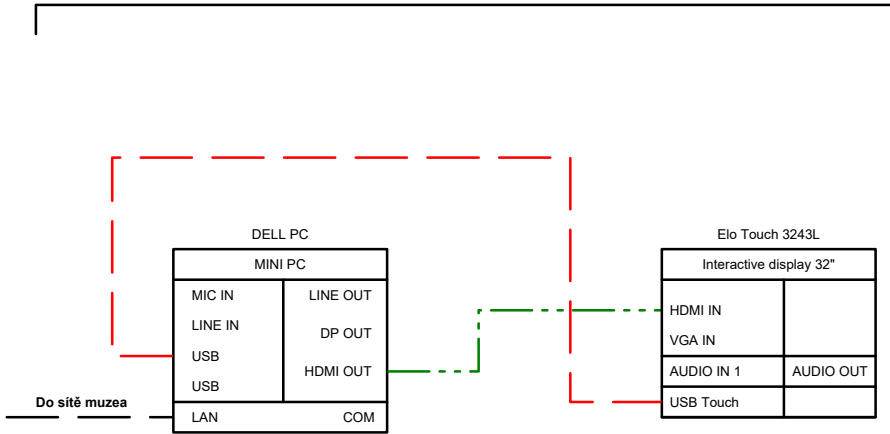 DELL PC
MINI PC
MIC IN
LINE OUT
LINE IN
DP OUT
USB
HDMI OUT
USB
LAN
COM
Do sítě muzea
Elo Touch 3243L
Interactive display 32"
HDMI IN
VGA IN
AUDIO IN 1
AUDIO OUT
USB Touch